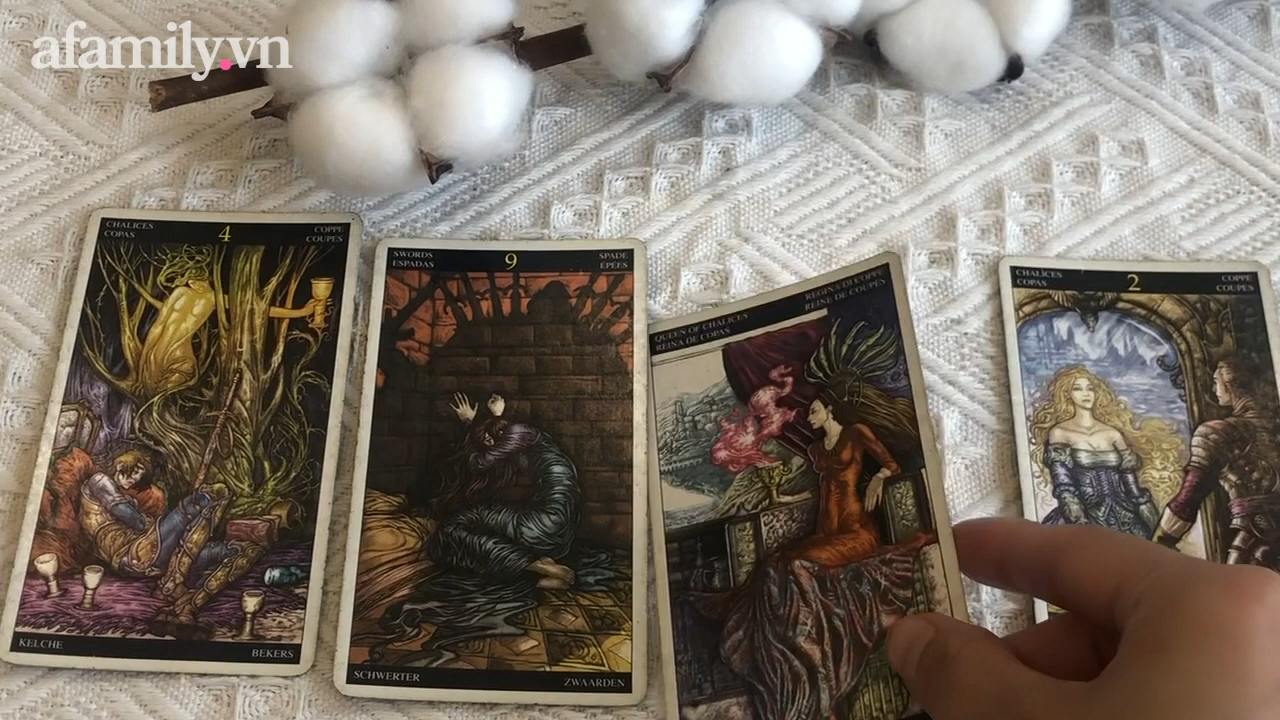 afamily.vn
CHALICES
COPAS
4
COPPE
COUPES
KELCHE
BEKERS
SWORDS
ESPADAS
9
SPADE
ÉPÉES
SCHWERTER
ZWAARDEN
QUEEN OF CHALICES
REINA DE COPAS
REGINA DI COPPE
REINE DE COUPES
CHALICES
COPAS
2
COPPE
COUPES